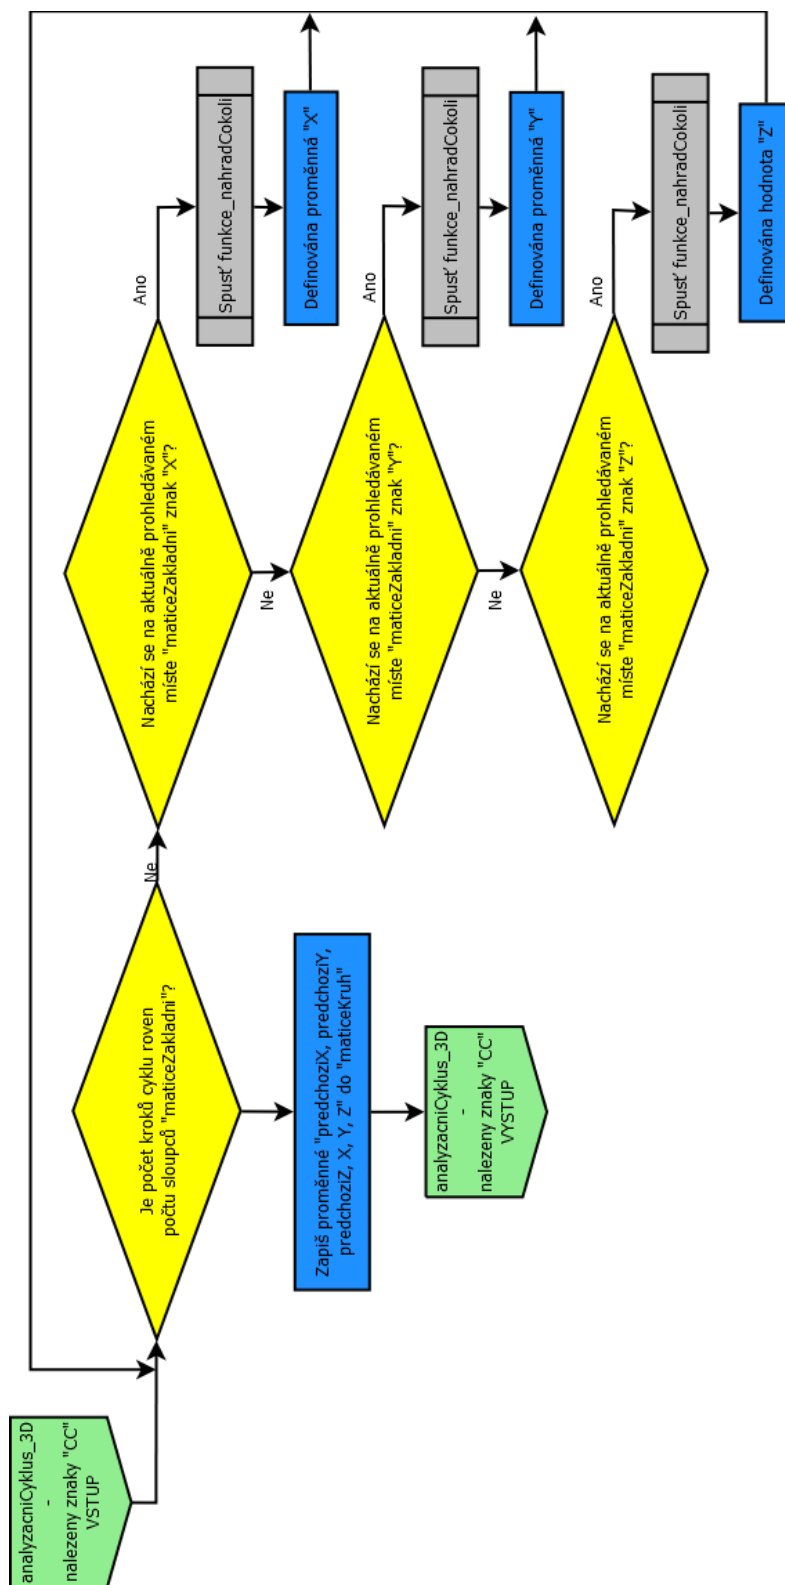 analyzacniCyklus_3D
-
nalezeny znaky "CC"
VSTUP
Je počet kroků cyklu roven
počtu sloupců "maticeZakladni"?
Ne
Zapiš proměnné "predchoziX, predchoziY,
predchoziZ, X, Y, Z" do "maticeKruh"
analyzacniCyklus_3D
-
nalezeny znaky "CC"
VYSTUP
Nachází se na aktuálně prohledávaném
míste "maticeZakladni" znak "X"?
Ano
Spusť funkce_nahradCokoli
Definována proměnná "X"
Ne
Nachází se na aktuálně prohledávaném
míste "maticeZakladni" znak "Y"?
Ano
Spusť funkce_nahradCokoli
Definována proměnná "Y"
Ne
Nachází se na aktuálně prohledávaném
míste "maticeZakladni" znak "Z"?
Ano
Spusť funkce_nahradCokoli
Definována hodnota "Z"